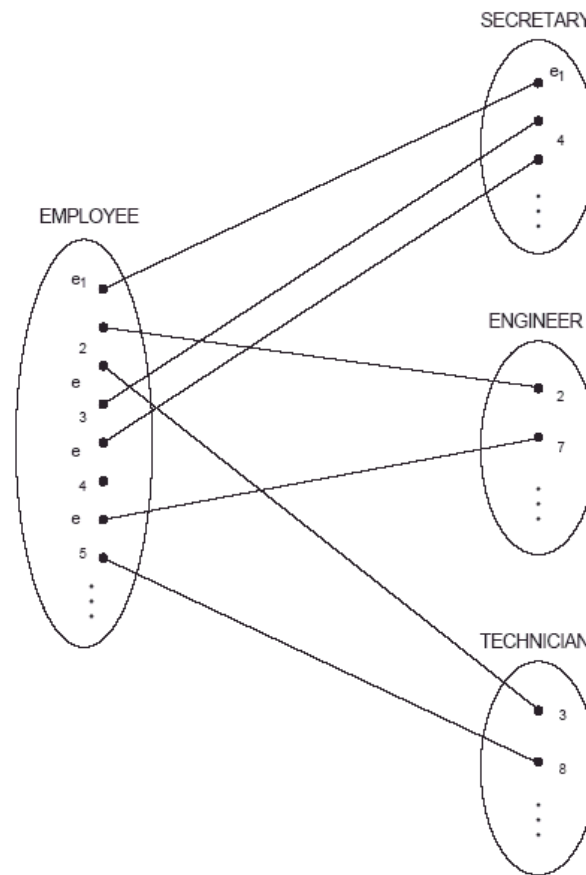 SECRETARY
e1
4
EMPLOYEE
e1
2
e
3
e
4
e
5
ENGINEER
2
7
TECHNICIAN
3
8